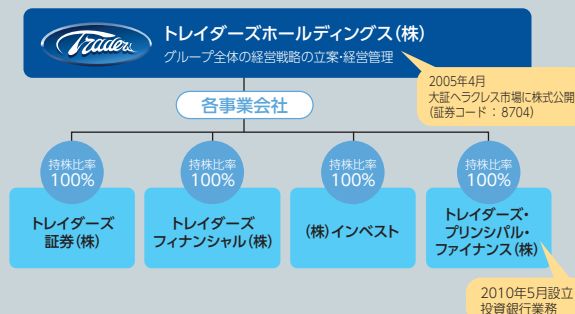 Traders
トレイダーズホールディングス(株)
グループ全体の経営戦略の立案・経営管理
2005年4月
大証ヘラクレス市場に株式公開
(証券コード：8704)
各事業会社
持株比率
100%
持株比率
100%
持株比率
100%
持株比率
100%
トレイダーズ
証券(株)
トレイダーズ
フィナンシャル(株)
(株)インベスト
トレイダーズ・
プリンシパル・
ファイナンス(株)
2010年5月設立
投資銀行業務